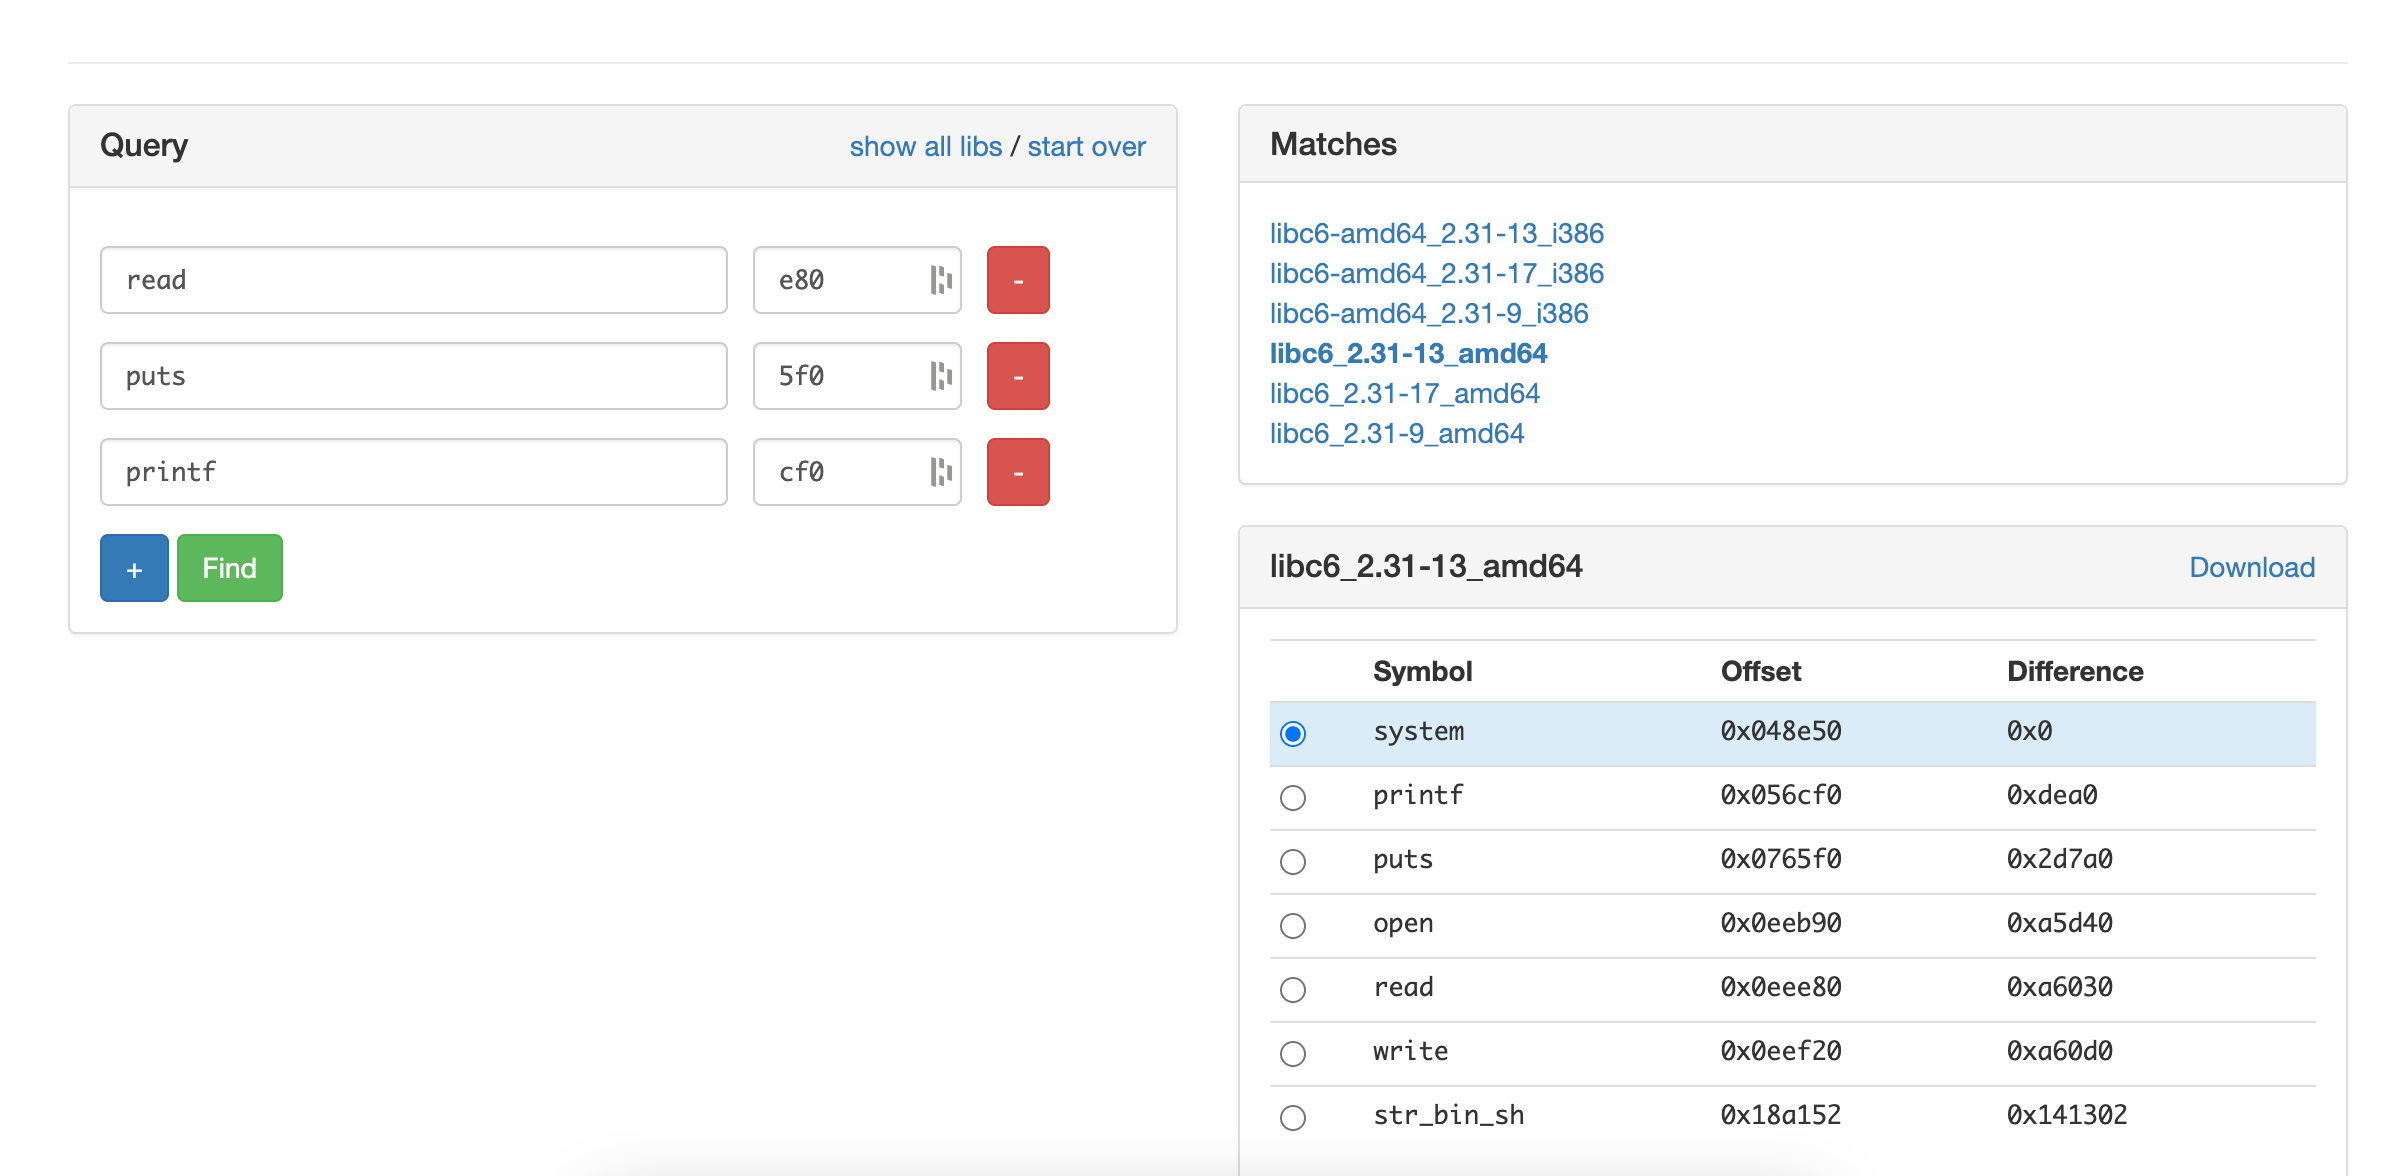 Query
show all libs / start over
read e80 -
puts 5f0 -
printf cf0 -
+ Find
Matches
libc6-amd64_2.31-13_i386
libc6-amd64_2.31-17_i386
libc6-amd64_2.31-9_i386
libc6_2.31-13_amd64
libc6_2.31-17_amd64
libc6_2.31-9_amd64
libc6_2.31-13_amd64
Download
Symbol Offset Difference
system 0x048e50 0x0
printf 0x056cf0 0xdea0
puts 0x0765f0 0x2d7a0
open 0x0eeb90 0xa5d40
read 0x0eee80 0xa6030
write 0x0eef20 0xa60d0
str_bin_sh 0x18a152 0x141302